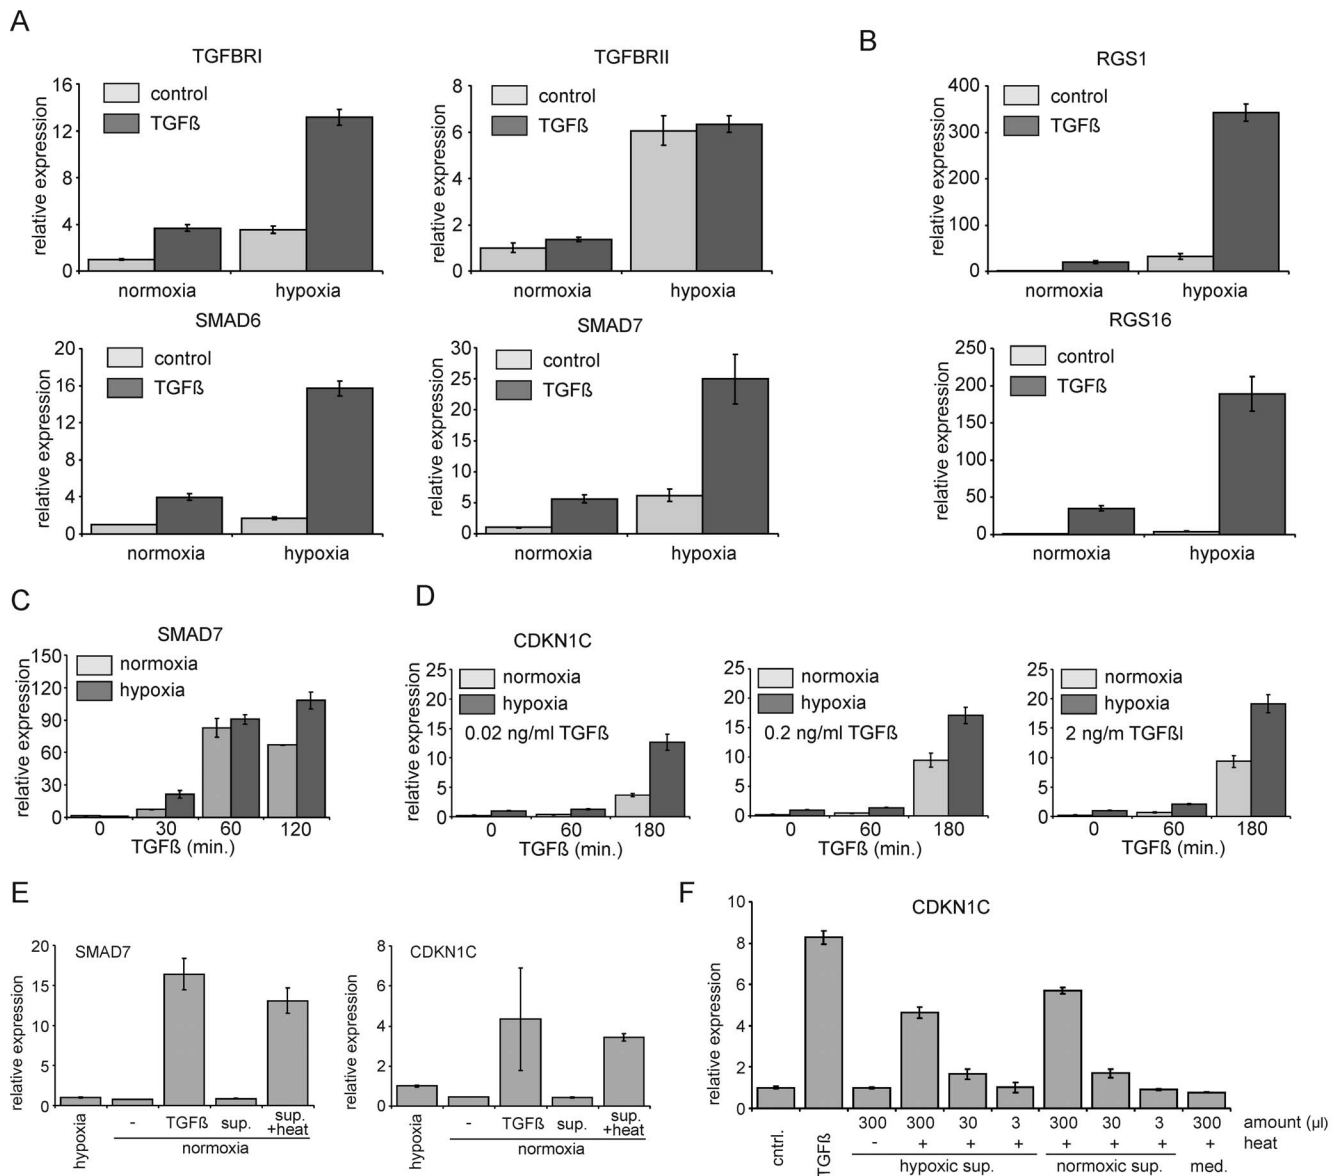 A
TGFBRI
16
12
8
4
0
relative expression
control
TGFß
normoxia
hypoxia
TGFBRII
8
6
4
2
0
relative expression
control
TGFß
normoxia
hypoxia
B
RGS1
400
300
200
100
0
relative expression
control
TGFß
normoxia
hypoxia
SMAD6
20
16
12
8
4
0
relative expression
control
TGFß
normoxia
hypoxia
SMAD7
30
25
20
15
10
5
0
relative expression
control
TGFß
normoxia
hypoxia
RGS16
250
200
150
100
50
0
relative expression
control
TGFß
normoxia
hypoxia
C
SMAD7
150
120
90
60
30
0
relative expression
normoxia
hypoxia
0 30 60 120
TGFß (min.)
D
CDKN1C
25
20
15
10
5
0
relative expression
normoxia
hypoxia
0.02 ng/ml TGFß
0 60 180
TGFß (min.)
25
20
15
10
5
0
normoxia
hypoxia
0.2 ng/ml TGFß
0 60 180
TGFß (min.)
25
20
15
10
5
0
normoxia
hypoxia
2 ng/m TGFßl
0 60 180
TGFß (min.)
E
SMAD7
20
15
10
5
0
relative expression
hypoxia
- TGFß sup. sup. +heat
normoxia
CDKN1C
8
6
4
2
0
relative expression
hypoxia
- TGFß sup. sup. +heat
normoxia
F
CDKN1C
10
8
6
4
2
0
relative expression
cntrl.
TGFß
300 300 30 3 300 30 3 300 amount (µl)
- + + + + + + + heat
hypoxic sup. normoxic sup. med.